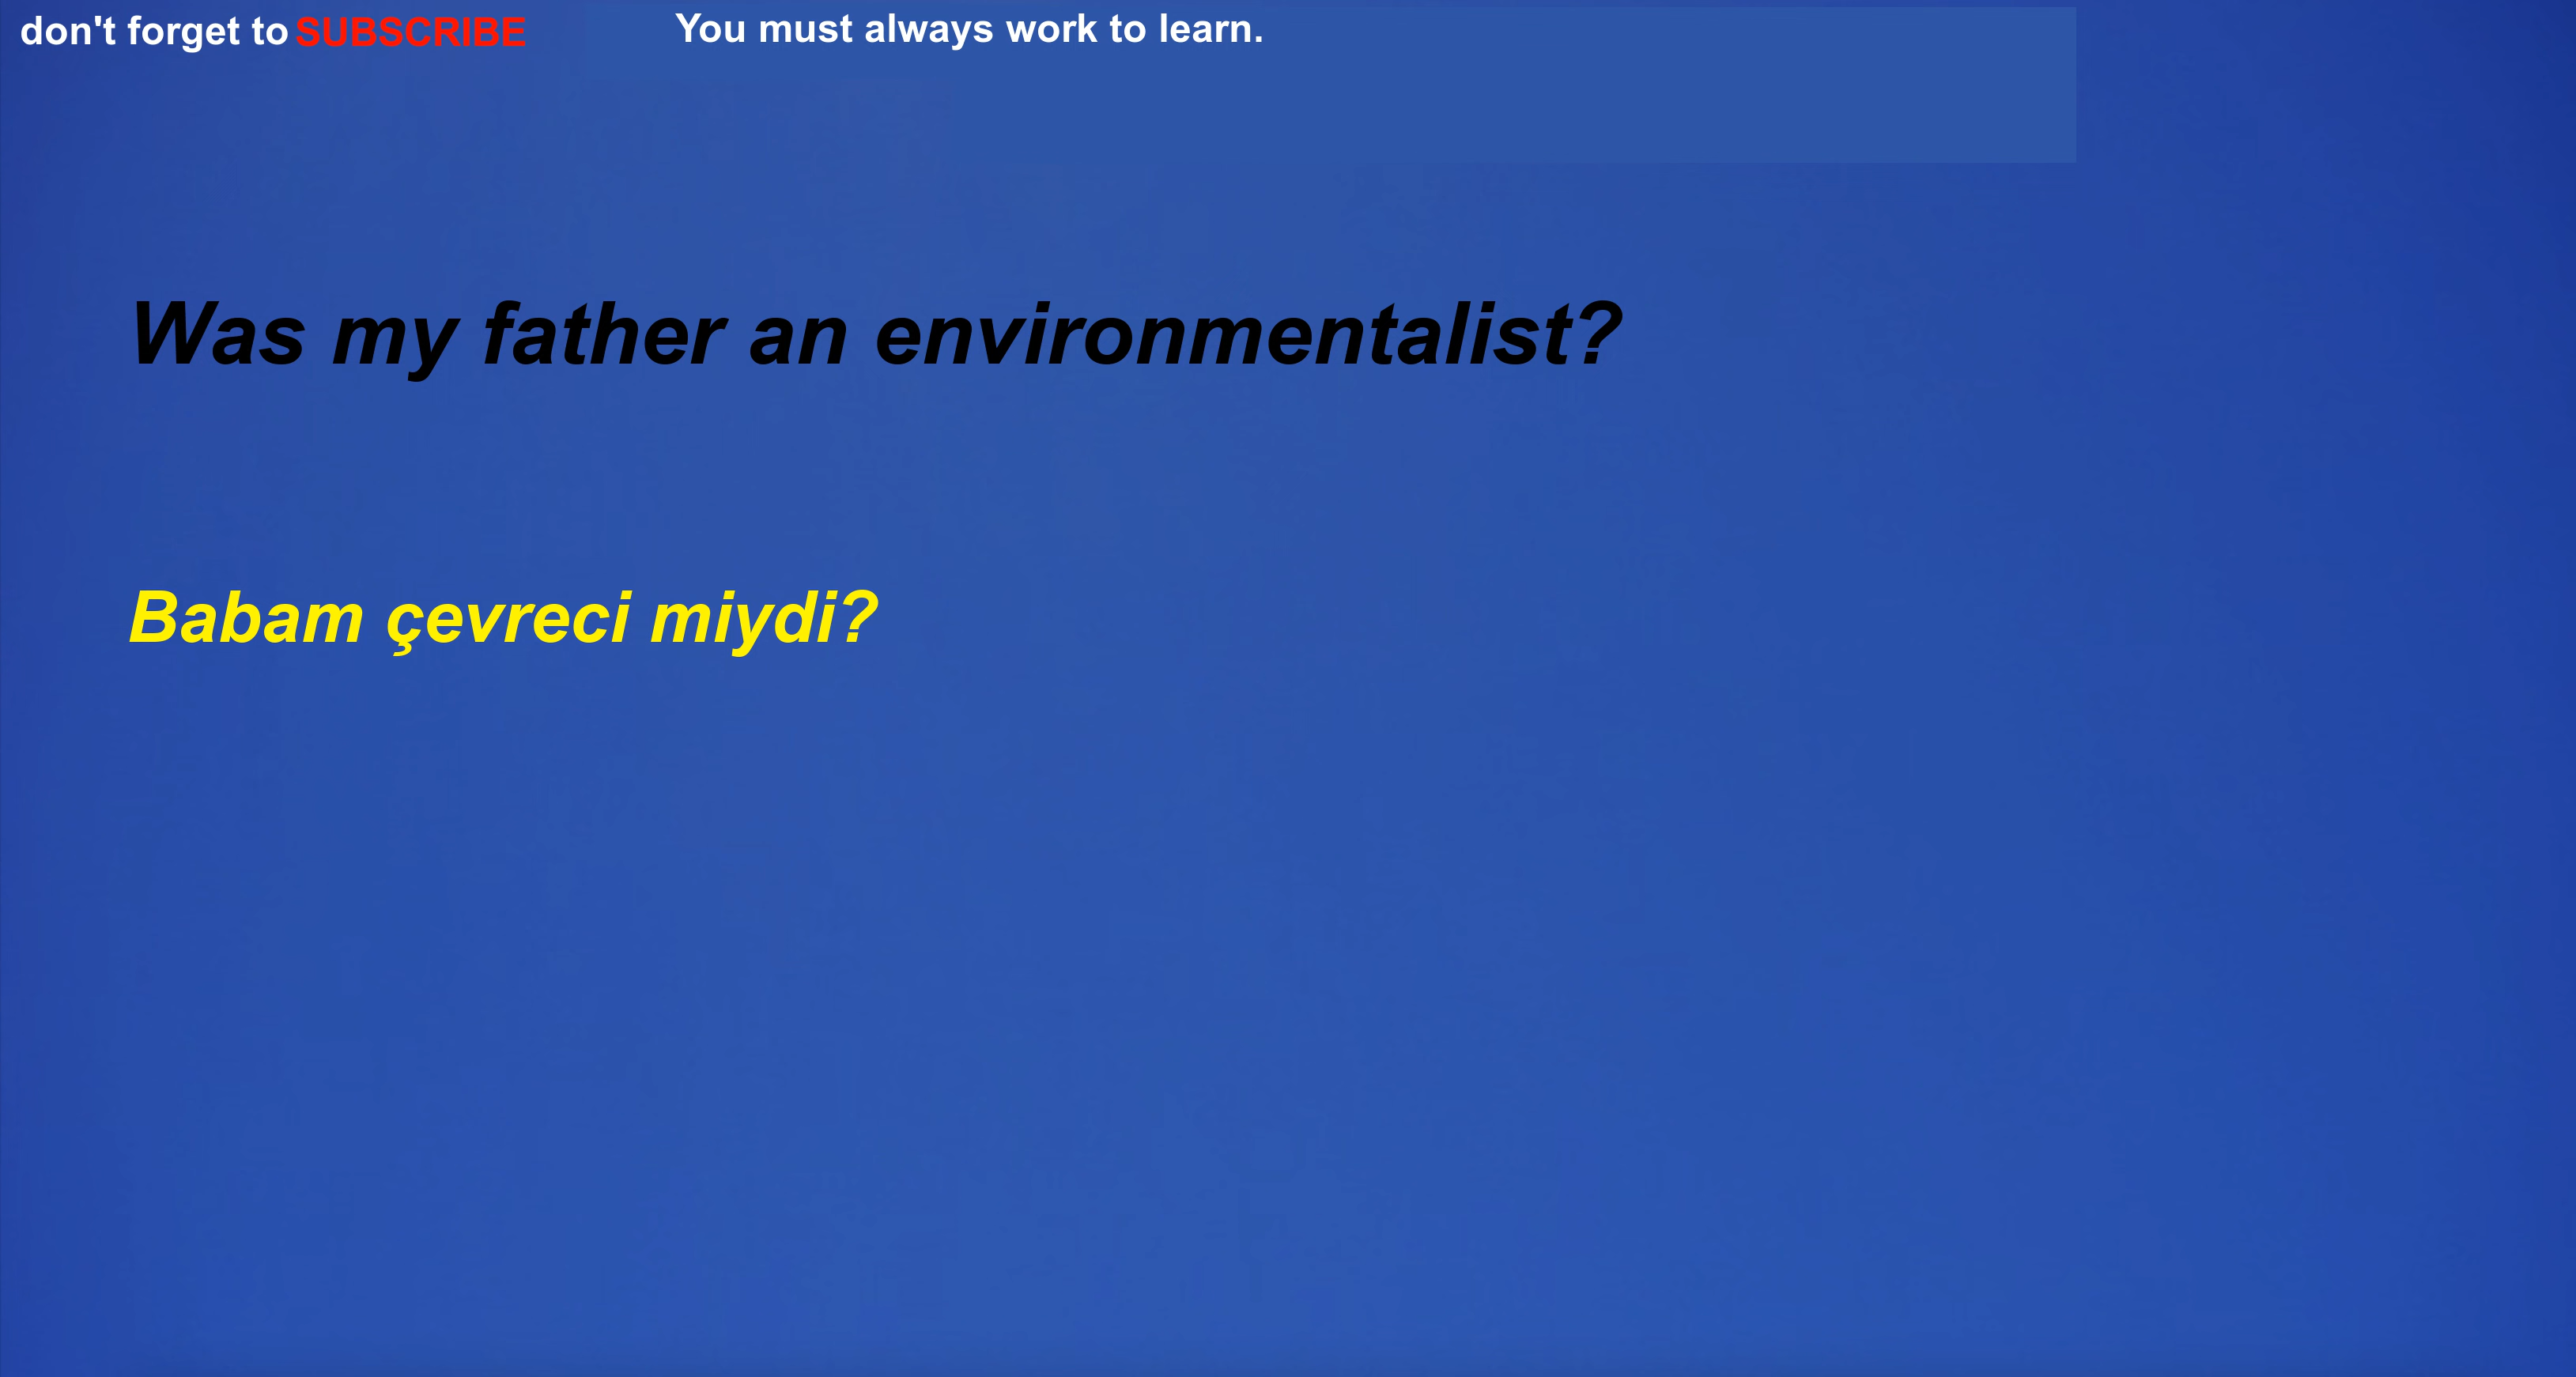 don't forget to SUBSCRIBE You must always work to learn.
Was my father an environmentalist?
Babam çevreci miydi?